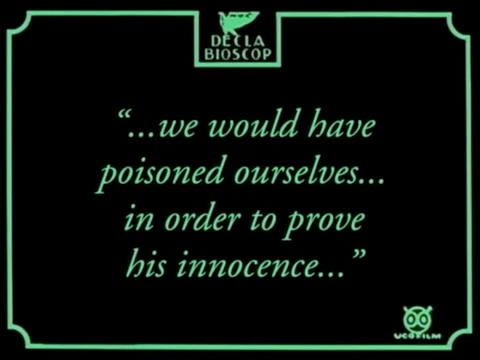 DECLA
BIOSCOP
“...we would have
poisoned ourselves...
in order to prove
his innocence...”
UCOFILM